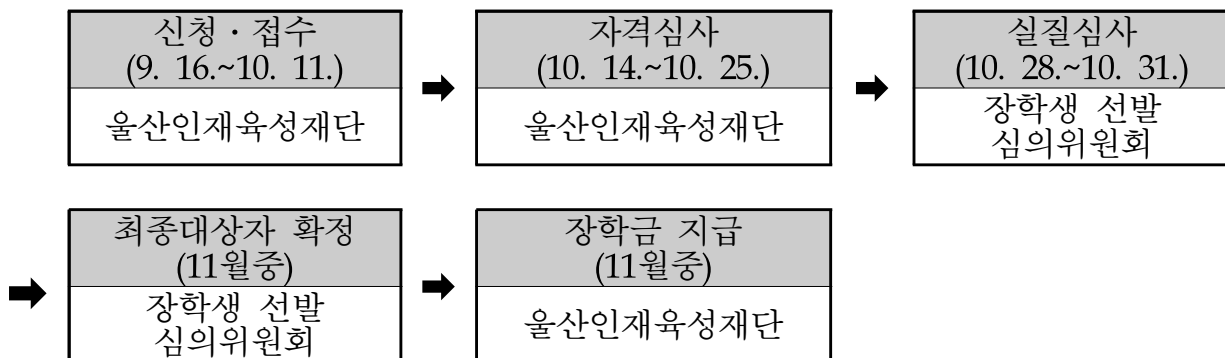 신청·접수
(9. 16.~10. 11.)
울산인재육성재단
자격심사
(10. 14.~10. 25.)
울산인재육성재단
실질심사
(10. 28.~10. 31.)
장학생 선발
심의위원회
최종대상자 확정
(11월중)
장학생 선발
심의위원회
장학금 지급
(11월중)
울산인재육성재단